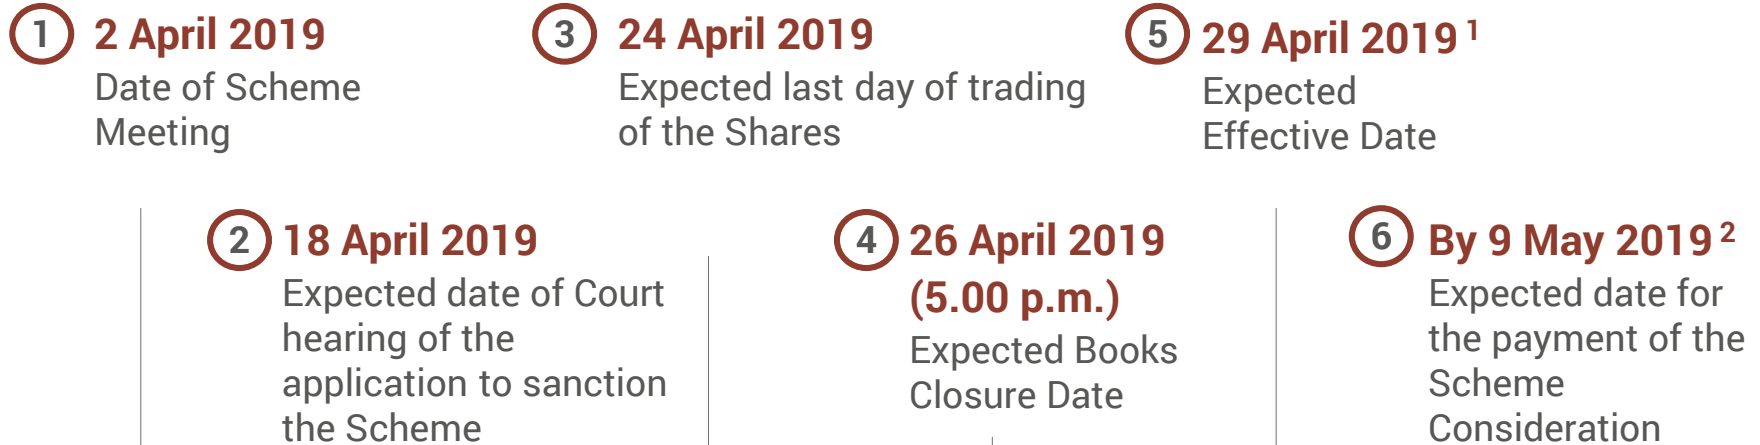 1
2 April 2019
Date of Scheme
Meeting
2
18 April 2019
Expected date of Court
hearing of the
application to sanction
the Scheme
3
24 April 2019
Expected last day of trading
of the Shares
4
26 April 2019
(5.00 p.m.)
Expected Books
Closure Date
5
29 April 2019 1
Expected
Effective Date
6
By 9 May 2019 2
Expected date for
the payment of the
Scheme
Consideration